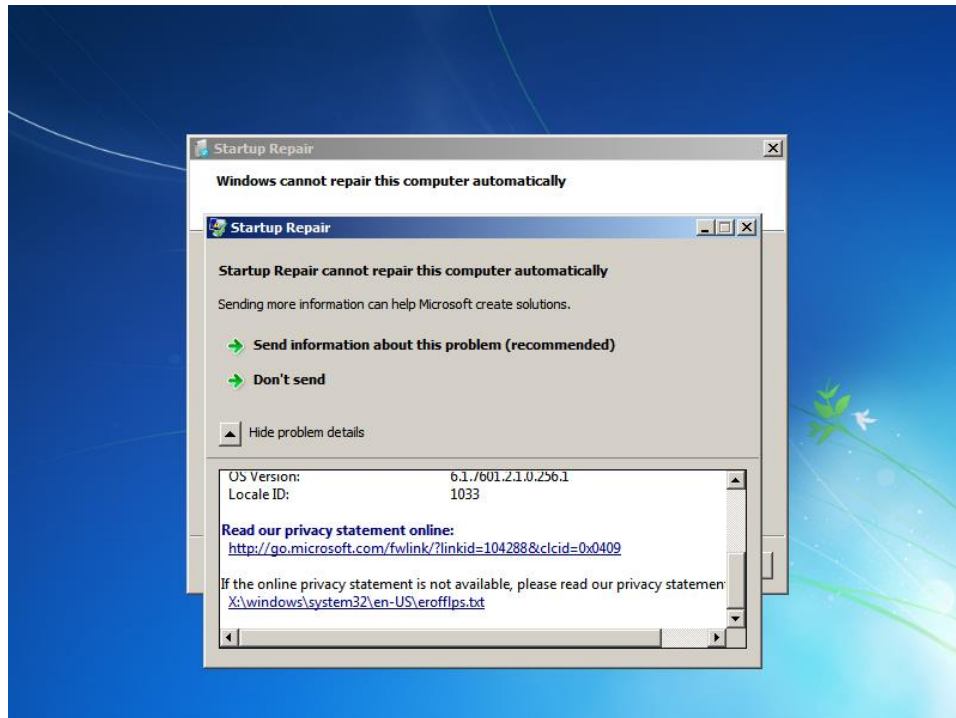 Startup Repair
Windows cannot repair this computer automatically
Startup Repair
Startup Repair cannot repair this computer automatically
Sending more information can help Microsoft create solutions.
Send information about this problem (recommended)
Don't send
Hide problem details
OS Version: 6.1.7601.2.1.0.256.1
Locale ID: 1033
Read our privacy statement online:
http://go.microsoft.com/fwlink/?linkid=104288&clcid=0x0409
If the online privacy statement is not available, please read our privacy statemen
X:\windows\system32\en-US\erofflps.txt